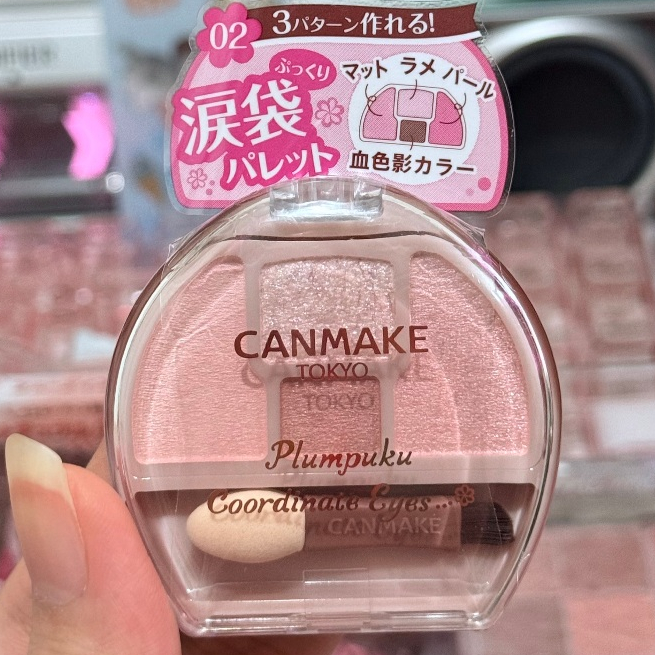 02
3パターン作れる!
ぷっくり
涙袋
パレット
マット ラメ パール
血色影カラー
CANMAKE
TOKYO
Plumpuku
Coordinate Eyes...
CANMAKE